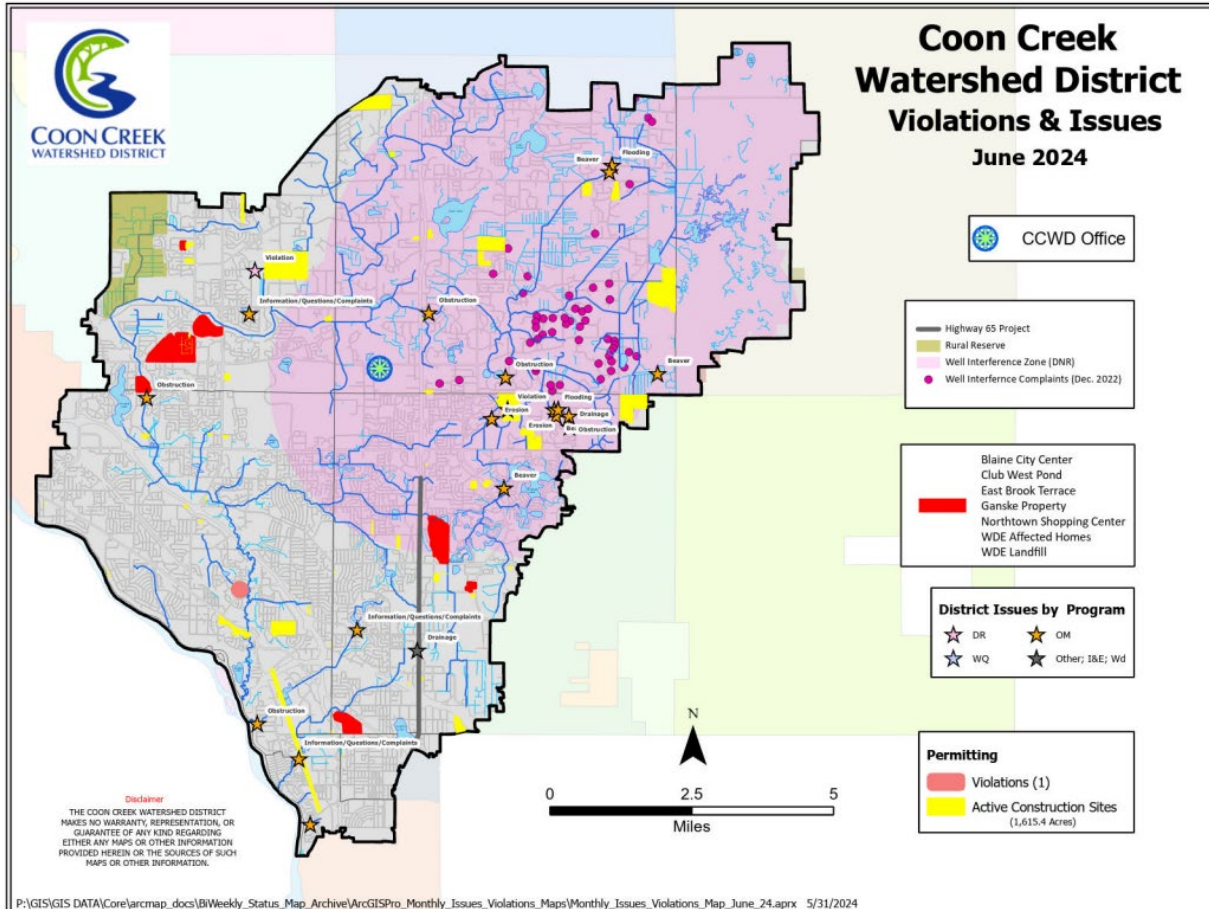 COON CREEK
WATERSHED DISTRICT
Coon Creek
Watershed District
Violations & Issues
June 2024
CCWD Office
Highway 65 Project
Rural Reserve
Well Interference Zone (DNR)
Well Internfernce Complaints (Dec. 2022)
Blaine City Center
Club West Pond
East Brook Terrace
Ganske Property
Northtown Shopping Center
WDE Affected Homes
WDE Landfill
District Issues by Program
DR
OM
WQ
Other; I&E; Wd
Permitting
Violations (1)
Active Construction Sites
(1,615.4 Acres)
Flooding
Beaver
Violation
Information/Questions/Complaints
Obstruction
Obstruction
Beaver
Obstruction
Violation
Flooding
Erosion
Drainage
Erosion
Obstruction
Beaver
Information/Questions/Complaints
Drainage
Obstruction
Information/Questions/Complaints
N
0
2.5
5
Miles
Disclaimer
THE COON CREEK WATERSHED DISTRICT
MAKES NO WARRANTY, REPRESENTATION, OR
GUARANTEE OF ANY KIND REGARDING
EITHER ANY MAPS OR OTHER INFORMATION
PROVIDED HEREIN OR THE SOURCES OF SUCH
MAPS OR OTHER INFORMATION.
P:\GIS\GIS DATA\Core\arcmap_docs\BiWeekly_Status_Map_Archive\ArcGISPro_Monthly_Issues_Violations_Maps\Monthly_Issues_Violations_Map_June_24.aprx 5/31/2024